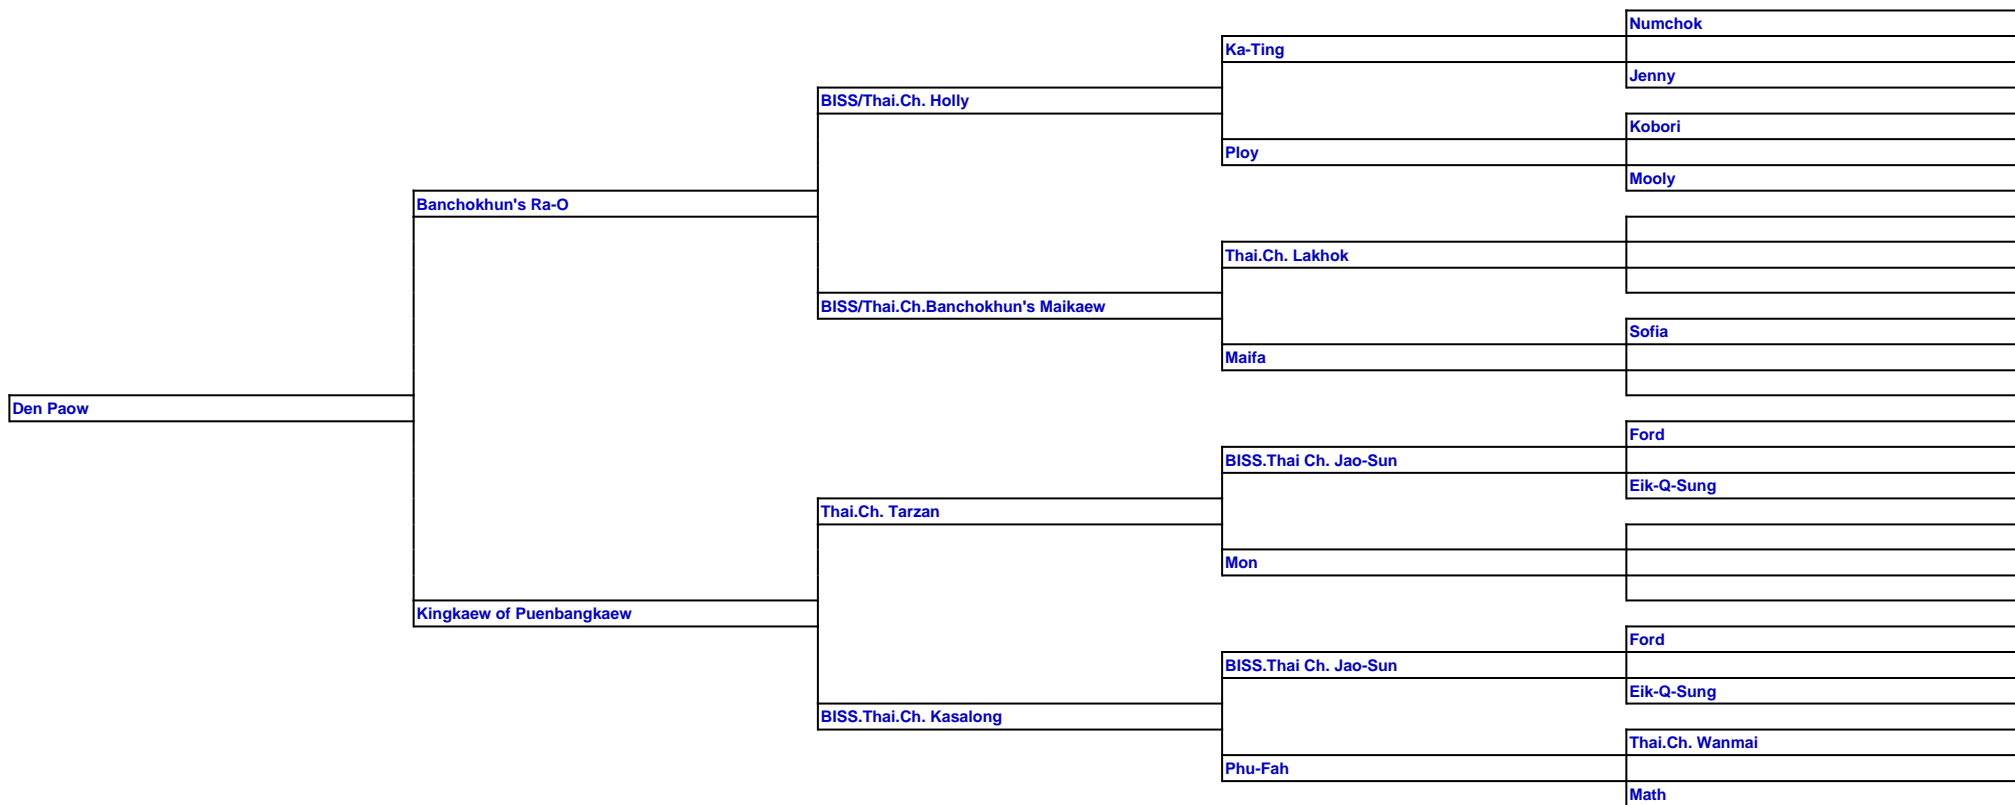 Numchok
Ka-Ting
Jenny
BISS/Thai.Ch. Holly
Kobori
Ploy
Mooly
Banchokhun's Ra-O
Thai.Ch. Lakhok
BISS/Thai.Ch.Banchokhun's Maikaew
Sofia
Maifa
Den Paow
Ford
BISS.Thai Ch. Jao-Sun
Eik-Q-Sung
Thai.Ch. Tarzan
Mon
Kingkaew of Puenbangkaew
Ford
BISS.Thai Ch. Jao-Sun
Eik-Q-Sung
BISS.Thai.Ch. Kasalong
Thai.Ch. Wanmai
Phu-Fah
Math